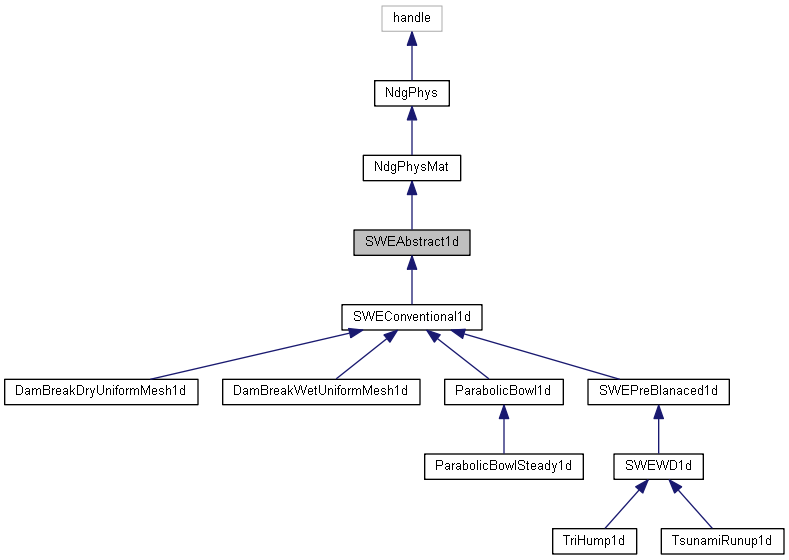 handle
NdgPhys
NdgPhysMat
SWEAbstract1d
SWEConventional1d
DamBreakDryUniformMesh1d
DamBreakWetUniformMesh1d
ParabolicBowl1d
SWEPreBlanaced1d
ParabolicBowlSteady1d
SWEWD1d
TriHump1d
TsunamiRunup1d